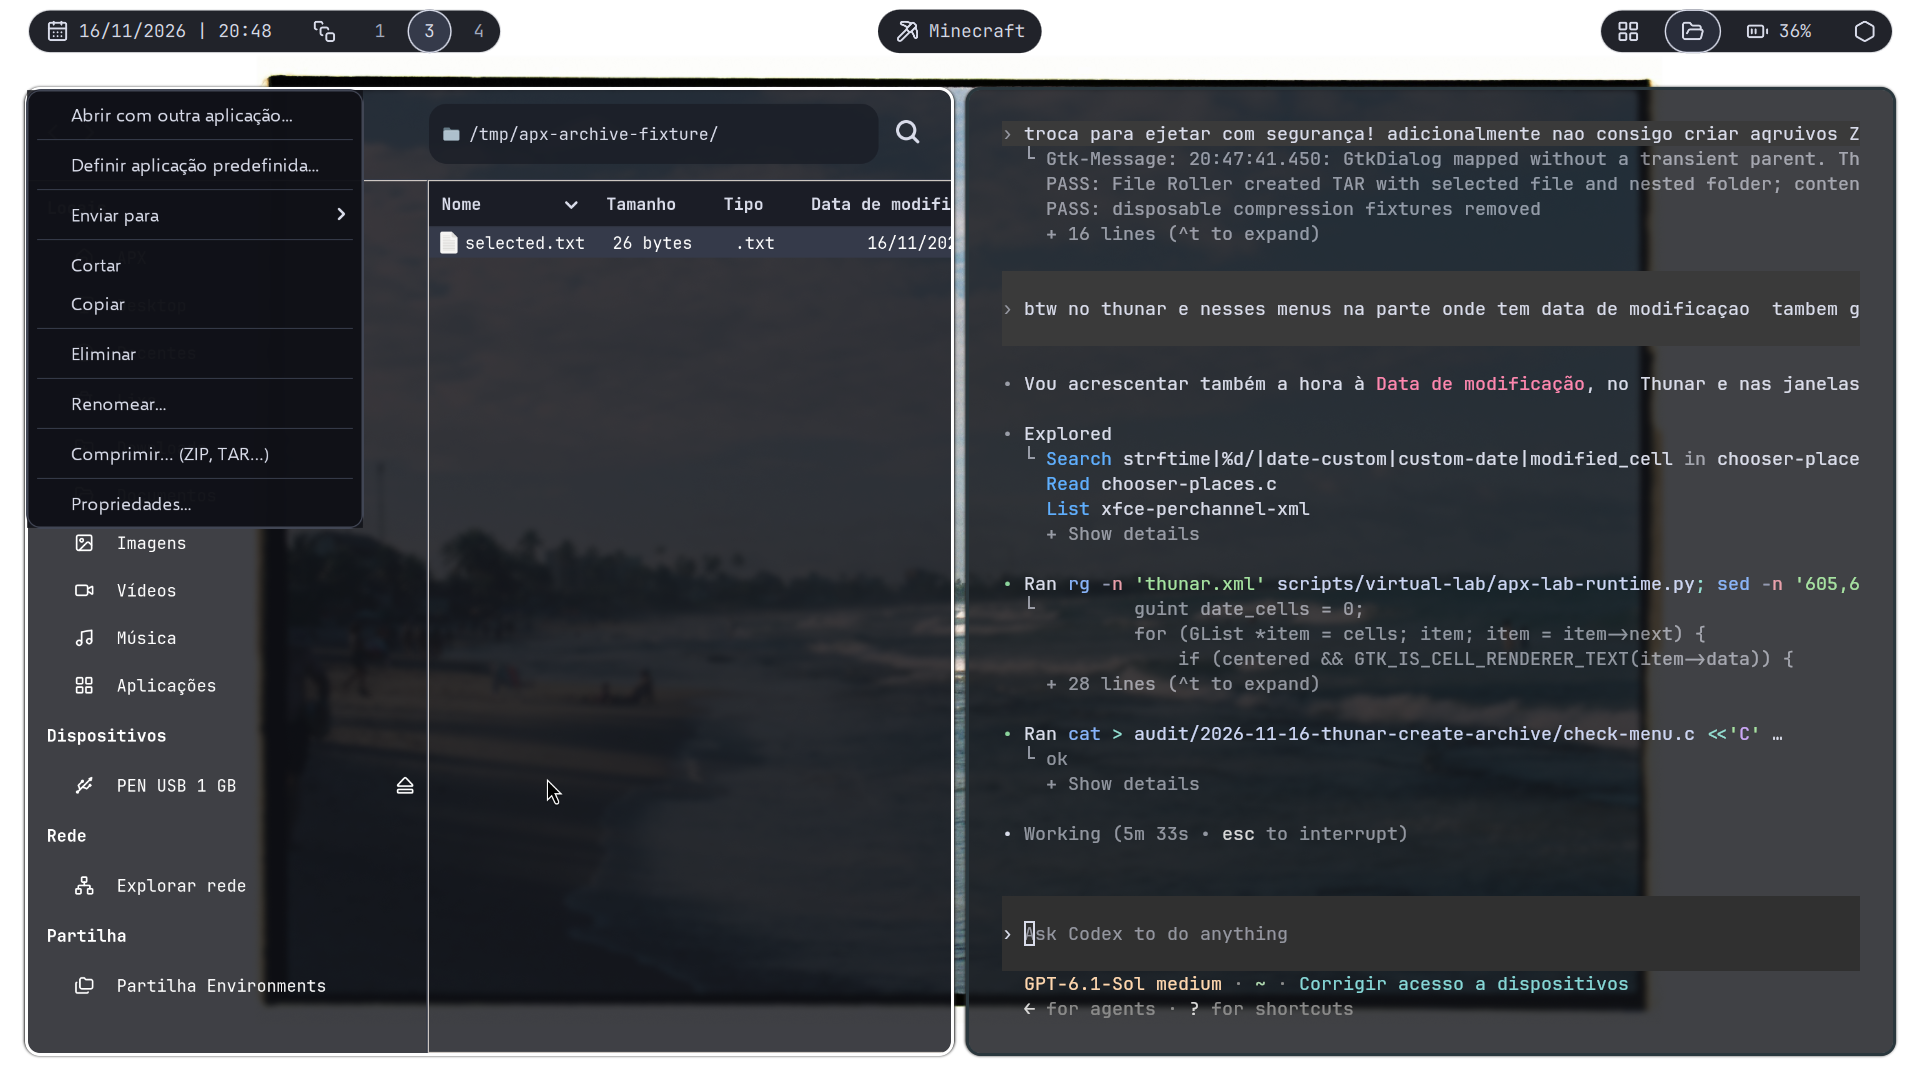 16/11/2026 | 20:48
1
3
4
Minecraft
36%
Abrir com outra aplicação...
Definir aplicação predefinida...
Enviar para
Cortar
Copiar
Eliminar
Renomear...
Comprimir... (ZIP, TAR...)
Propriedades...
Imagens
Vídeos
Música
Aplicações
Dispositivos
PEN USB 1 GB
Rede
Explorar rede
Partilha
Partilha Environments
/tmp/apx-archive-fixture/
Nome Tamanho Tipo Data de modifi
selected.txt 26 bytes .txt 16/11/202
› troca para ejetar com segurança! adicionalmente nao consigo criar aqruivos Z
└ Gtk-Message: 20:47:41.450: GtkDialog mapped without a transient parent. Th
PASS: File Roller created TAR with selected file and nested folder; conten
PASS: disposable compression fixtures removed
+ 16 lines (^t to expand)
› btw no thunar e nesses menus na parte onde tem data de modificaçao  tambem g
• Vou acrescentar também a hora à Data de modificação, no Thunar e nas janelas
• Explored
└ Search strftime|%d/|date-custom|custom-date|modified_cell in chooser-place
Read chooser-places.c
List xfce-perchannel-xml
+ Show details
• Ran rg -n 'thunar.xml' scripts/virtual-lab/apx-lab-runtime.py; sed -n '605,6
└ guint date_cells = 0;
for (GList *item = cells; item; item = item->next) {
if (centered && GTK_IS_CELL_RENDERER_TEXT(item->data)) {
+ 28 lines (^t to expand)
• Ran cat > audit/2026-11-16-thunar-create-archive/check-menu.c <<'C' …
└ ok
+ Show details
• Working (5m 33s • esc to interrupt)
› Ask Codex to do anything
GPT-6.1-Sol medium · ~ · Corrigir acesso a dispositivos
← for agents · ? for shortcuts